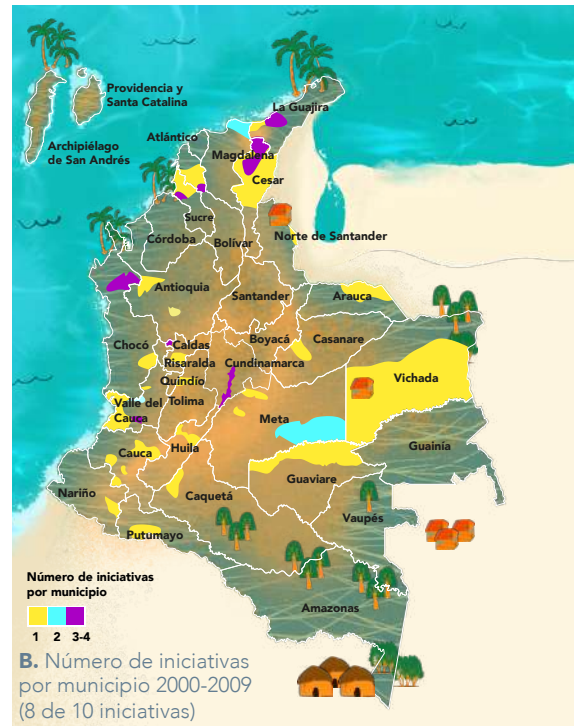 Providencia y
Santa Catalina
La Guajira
Atlántico
Archipiélago
de San Andrés
Magdalena
Cesar
Sucre
Norte de Santander
Córdoba
Bolívar
Antioquia
Santander
Arauca
Chocó
Caldas
Boyacá
Casanare
Risaralda
Cundinamarca
Quindío
Vichada
Valle del
Cauca
Tolima
Meta
Guainía
Cauca
Huila
Guaviare
Nariño
Caquetá
Vaupés
Putumayo
Amazonas
Número de iniciativas
por municipio
1 2 3-4
B. Número de iniciativas
por municipio 2000-2009
(8 de 10 iniciativas)